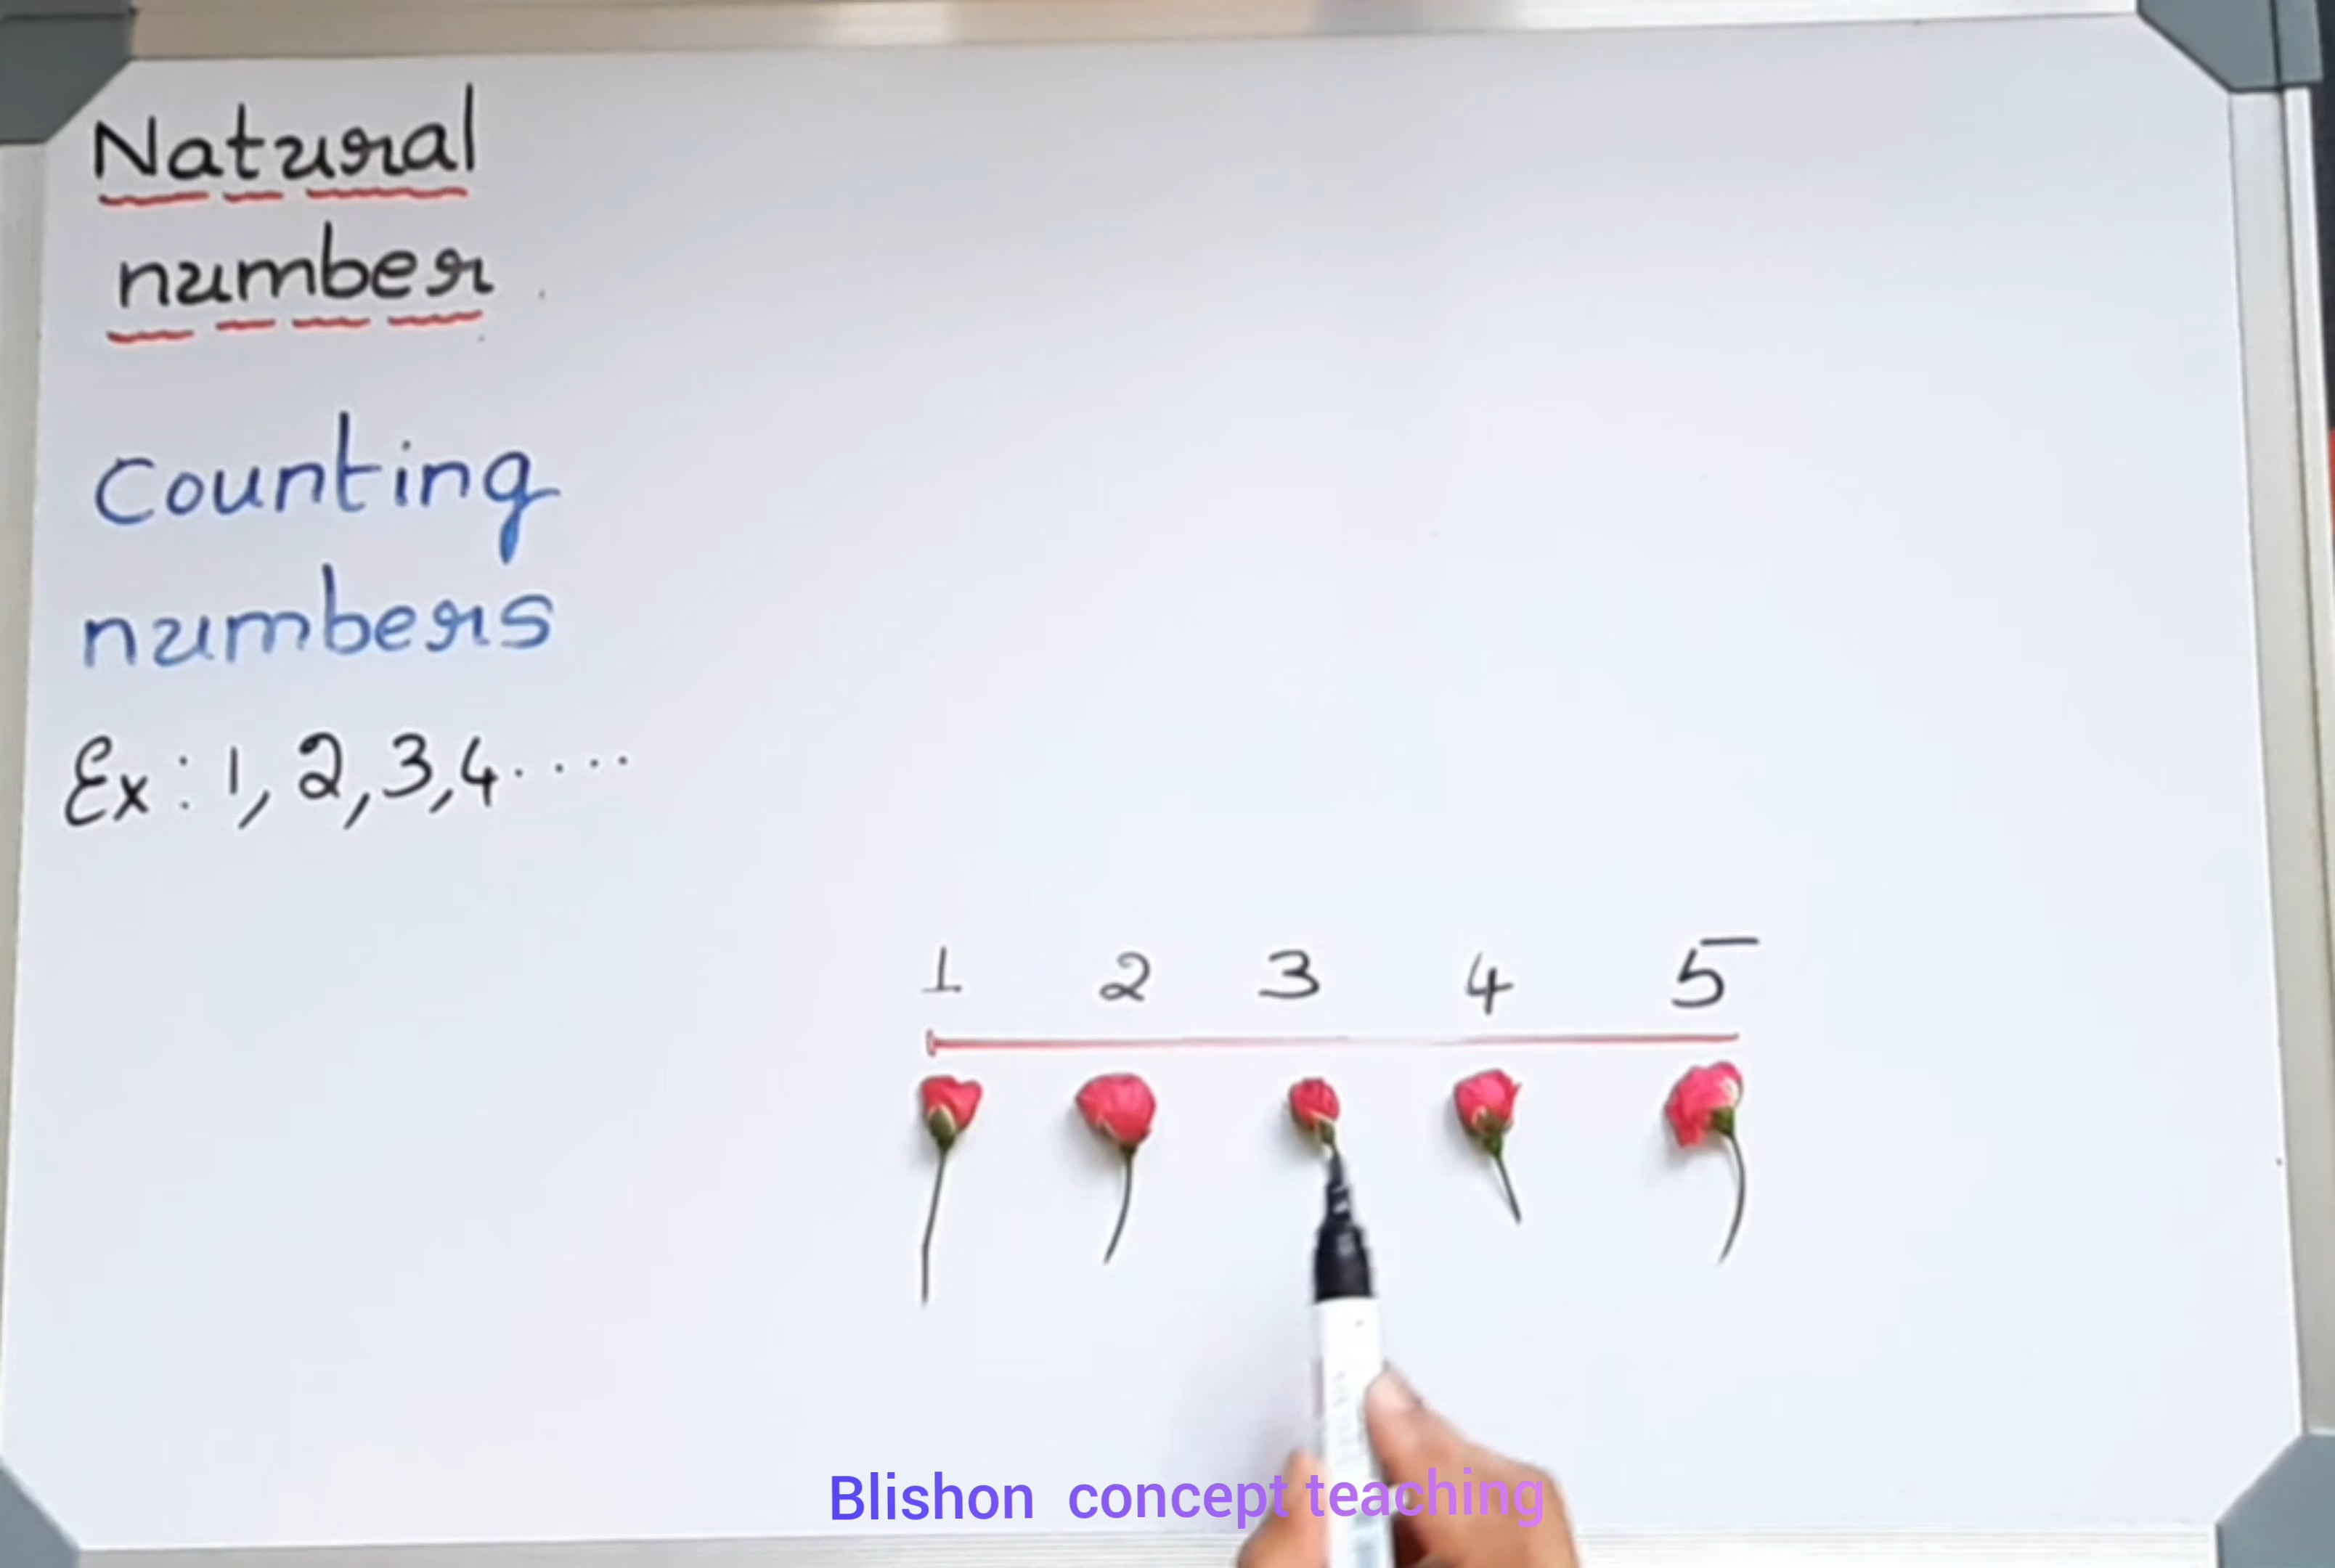 Natural
number
Counting
numbers
Ex : 1, 2, 3, 4 . . . .
1 2 3 4 5
Blishon concept teaching